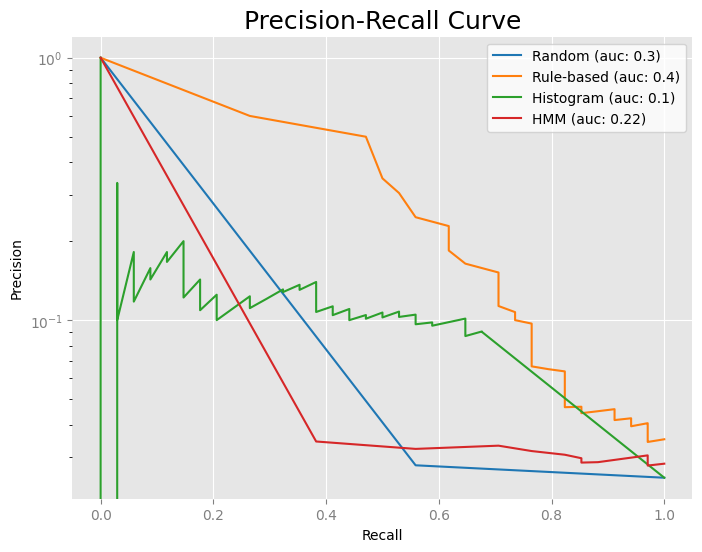 Precision-Recall Curve
Random (auc: 0.3)
Rule-based (auc: 0.4)
Histogram (auc: 0.1)
HMM (auc: 0.22)
Precision
10⁰
10⁻¹
0.0 0.2 0.4 0.6 0.8 1.0
Recall